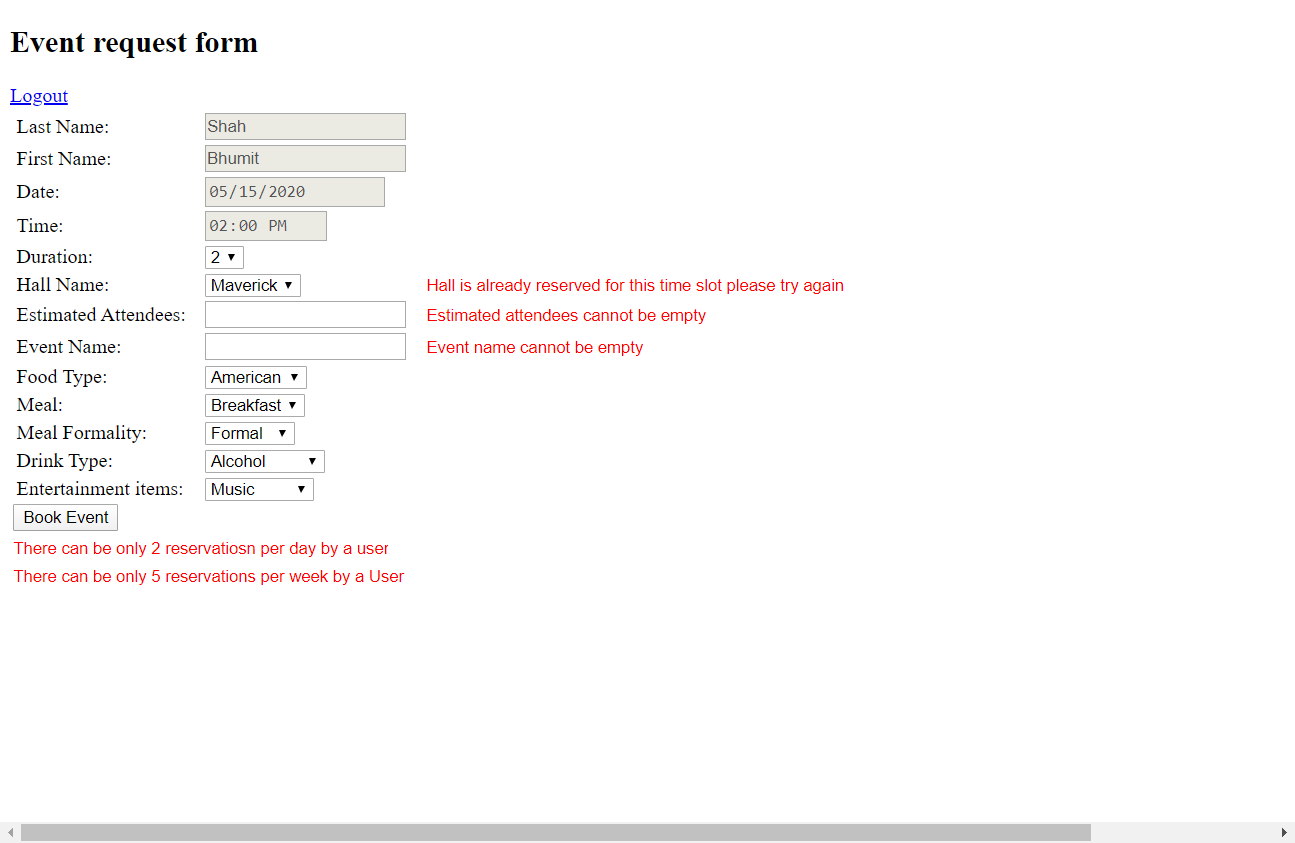 Event request form
Logout
Last Name: Shah
First Name: Bhumit
Date: 05/15/2020
Time: 02:00 PM
Duration: 2
Hall Name: Maverick Hall is already reserved for this time slot please try again
Estimated Attendees: Estimated attendees cannot be empty
Event Name: Event name cannot be empty
Food Type: American
Meal: Breakfast
Meal Formality: Formal
Drink Type: Alcohol
Entertainment items: Music
Book Event
There can be only 2 reservatiosn per day by a user
There can be only 5 reservations per week by a User